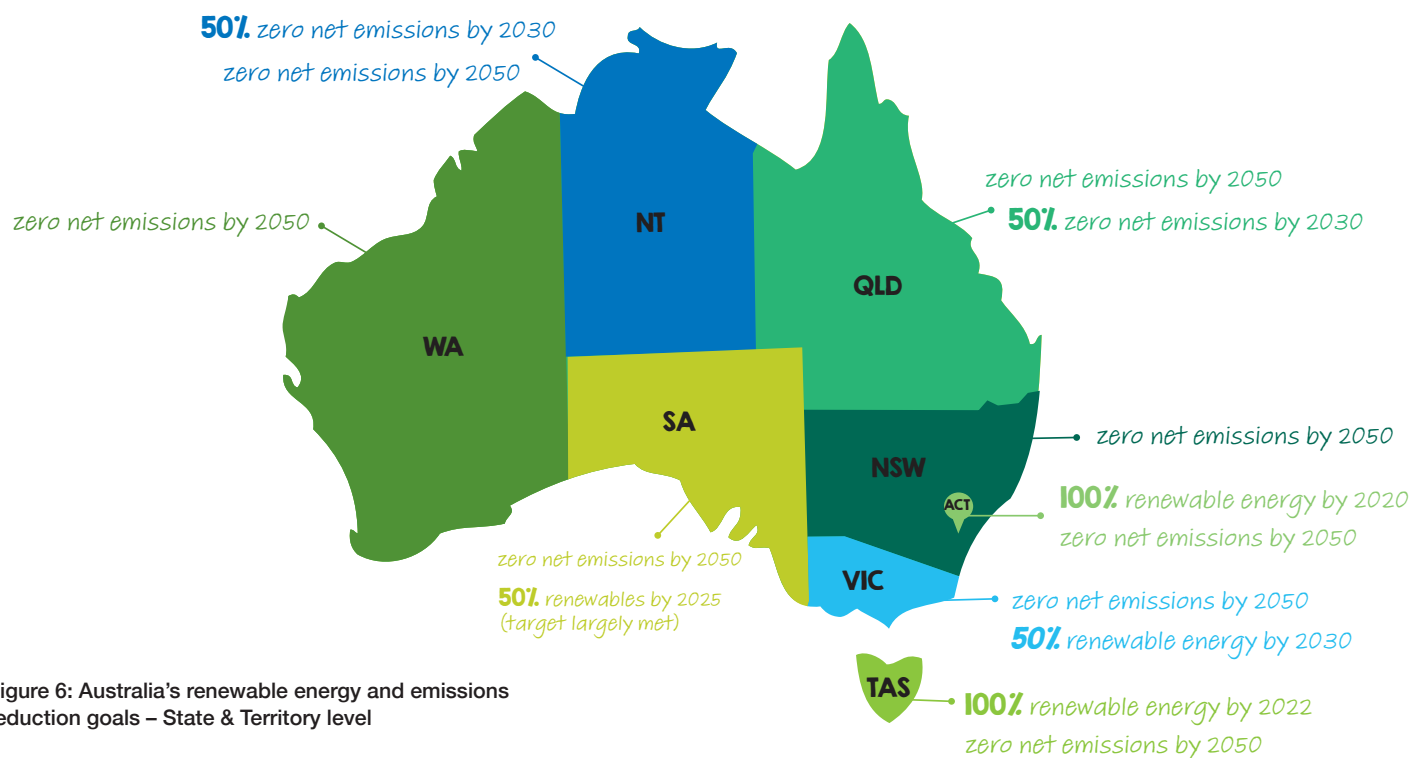 50% zero net emissions by 2030
zero net emissions by 2050
zero net emissions by 2050
NT
zero net emissions by 2050
50% zero net emissions by 2030
QLD
WA
SA
zero net emissions by 2050
NSW
ACT
100% renewable energy by 2020
zero net emissions by 2050
zero net emissions by 2050
50% renewables by 2025
(target largely met)
VIC
zero net emissions by 2050
50% renewable energy by 2030
TAS
100% renewable energy by 2022
zero net emissions by 2050
igure 6: Australia's renewable energy and emissions
eduction goals – State & Territory level